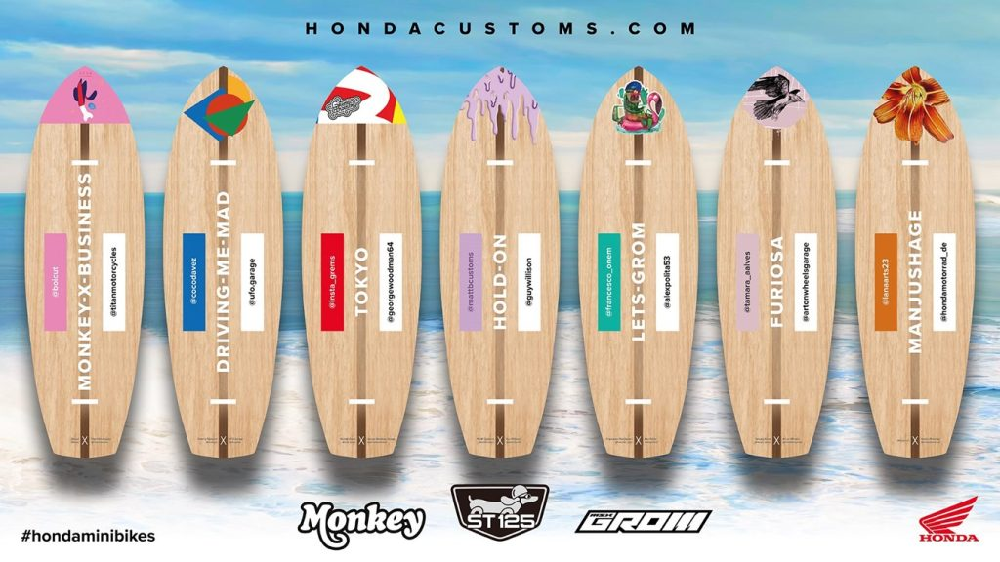 HONDACUSTOMS.COM
MONKEY-X-BUSINESS
@bolcut
@titanmotorcycles
X
DRIVING-ME-MAD
@cocodavez
@ufo.garage
X
TOKYO
@insta_grems
@georgewoodman64
X
HOLD-ON
@mattbcustoms
@guywillison
X
LETS-GROM
@francesco_onem
@alexpolita53
X
FURIOSA
@tamara_aalves
@artonwheelsgarage
X
MANJUSHAGE
@lanaarts23
@hondamotorrad_de
X
#hondaminibikes
Monkey
ST125
MSX GROM
HONDA